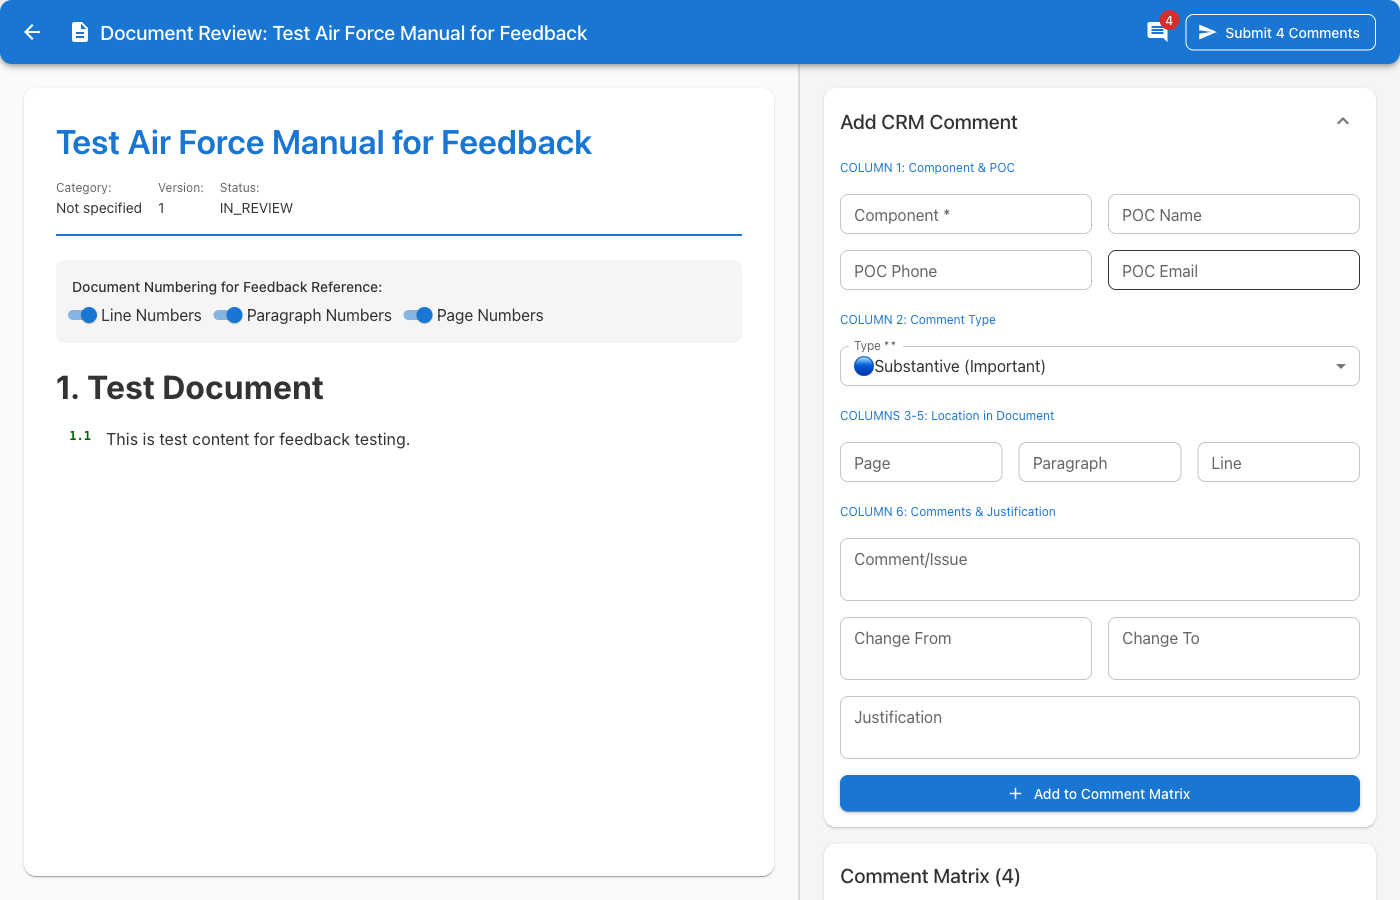 Document Review: Test Air Force Manual for Feedback
4
Submit 4 Comments
Test Air Force Manual for Feedback
Category: Version: Status:
Not specified 1 IN_REVIEW
Document Numbering for Feedback Reference:
Line Numbers Paragraph Numbers Page Numbers
1. Test Document
1.1 This is test content for feedback testing.
Add CRM Comment
COLUMN 1: Component & POC
Component * POC Name
POC Phone POC Email
COLUMN 2: Comment Type
Type * *
Substantive (Important)
COLUMNS 3-5: Location in Document
Page Paragraph Line
COLUMN 6: Comments & Justification
Comment/Issue
Change From Change To
Justification
Add to Comment Matrix
Comment Matrix (4)